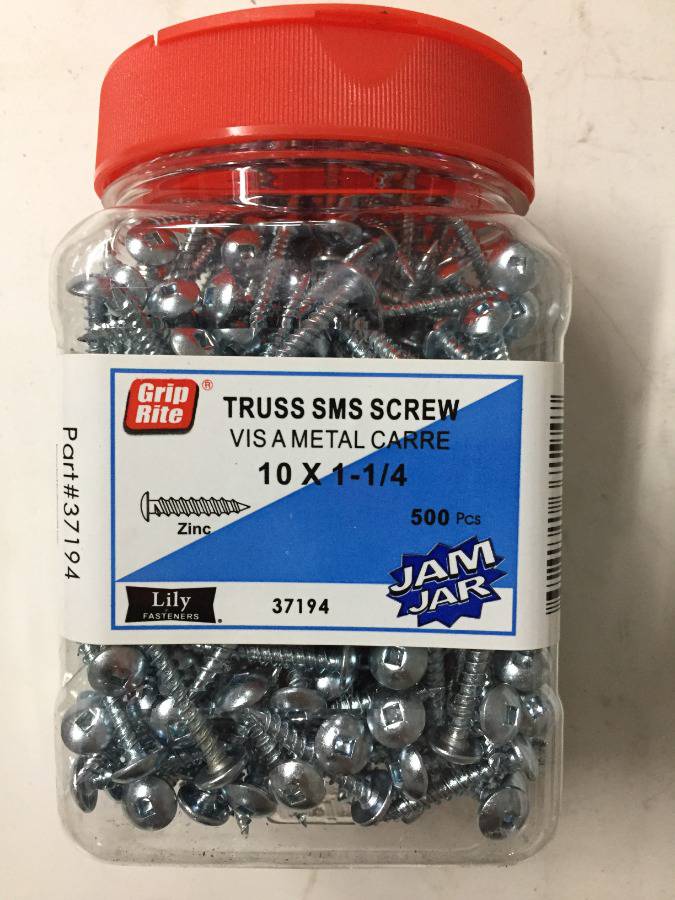 Grip
Rite®
TRUSS SMS SCREW
VIS A METAL CARRE
10 X 1-1/4
500 Pcs
Zinc
JAM
JAR
Lily
FASTENERS
37194
Part#37194